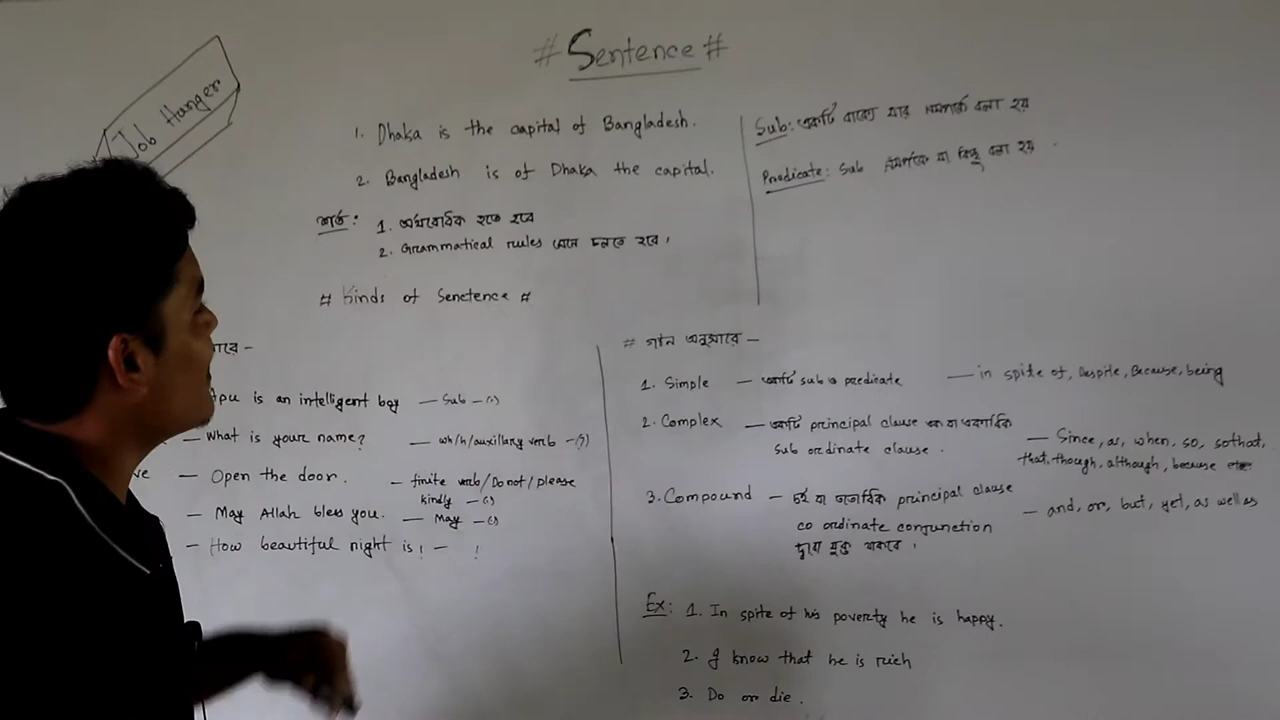 # Sentence #
Job Hunger
1. Dhaka is the capital of Bangladesh.
2. Bangladesh is of Dhaka the capital.
শর্ত :
1. অর্থবোধক হতে হবে
2. Grammatical rules মেনে চলতে হবে।
# Kinds of Senctence #
Sub: একটি বাক্যে যার সম্পর্কে বলা হয়
Predicate: Sub সম্পর্কে যা কিছু বলা হয়
Apu is an intelligent boy — Sub – (.)
— What is your name? — wh/h/auxillary verb – (?)
ve — Open the door. — finite verb/Do not/please
kindly – (.)
— May Allah bless you. — May – (.)
— How beautiful night is! — !
# গঠন অনুসারে —
1. Simple — একটি sub ও predicate — in spite of, Despite, Because, being
2. Complex — একটি principal clause এক বা একাধিক
Sub ordinate clause. — Since, as, when, so, so that,
that, though, although, because etc
3. Compound — দুই বা ততোধিক principal clause
co ordinate conjunction — and, or, but, yet, as well as
দ্বারা যুক্ত থাকবে।
Ex: 1. In spite of his poverty he is happy.
2. I know that he is rich
3. Do or die.